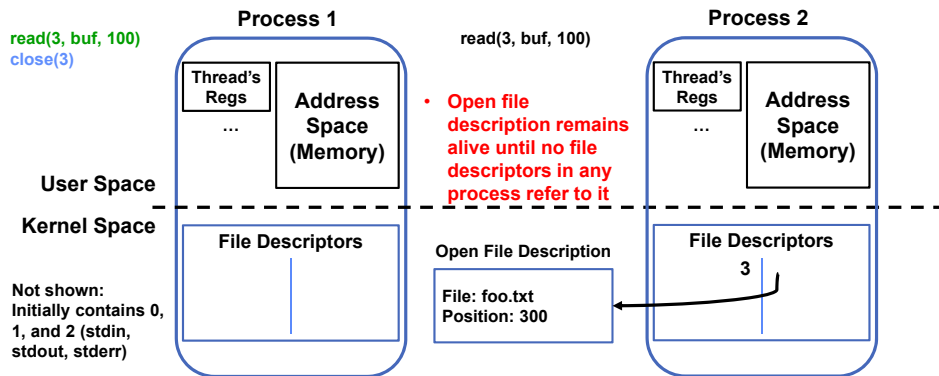 Process 1
Process 2
read(3, buf, 100)
close(3)
read(3, buf, 100)
Thread's
Regs
...
Address
Space
(Memory)
• Open file
description remains
alive until no file
descriptors in any
process refer to it
Thread's
Regs
...
Address
Space
(Memory)
User Space
Kernel Space
File Descriptors
Open File Description
File: foo.txt
Position: 300
File Descriptors
3
Not shown:
Initially contains 0,
1, and 2 (stdin,
stdout, stderr)